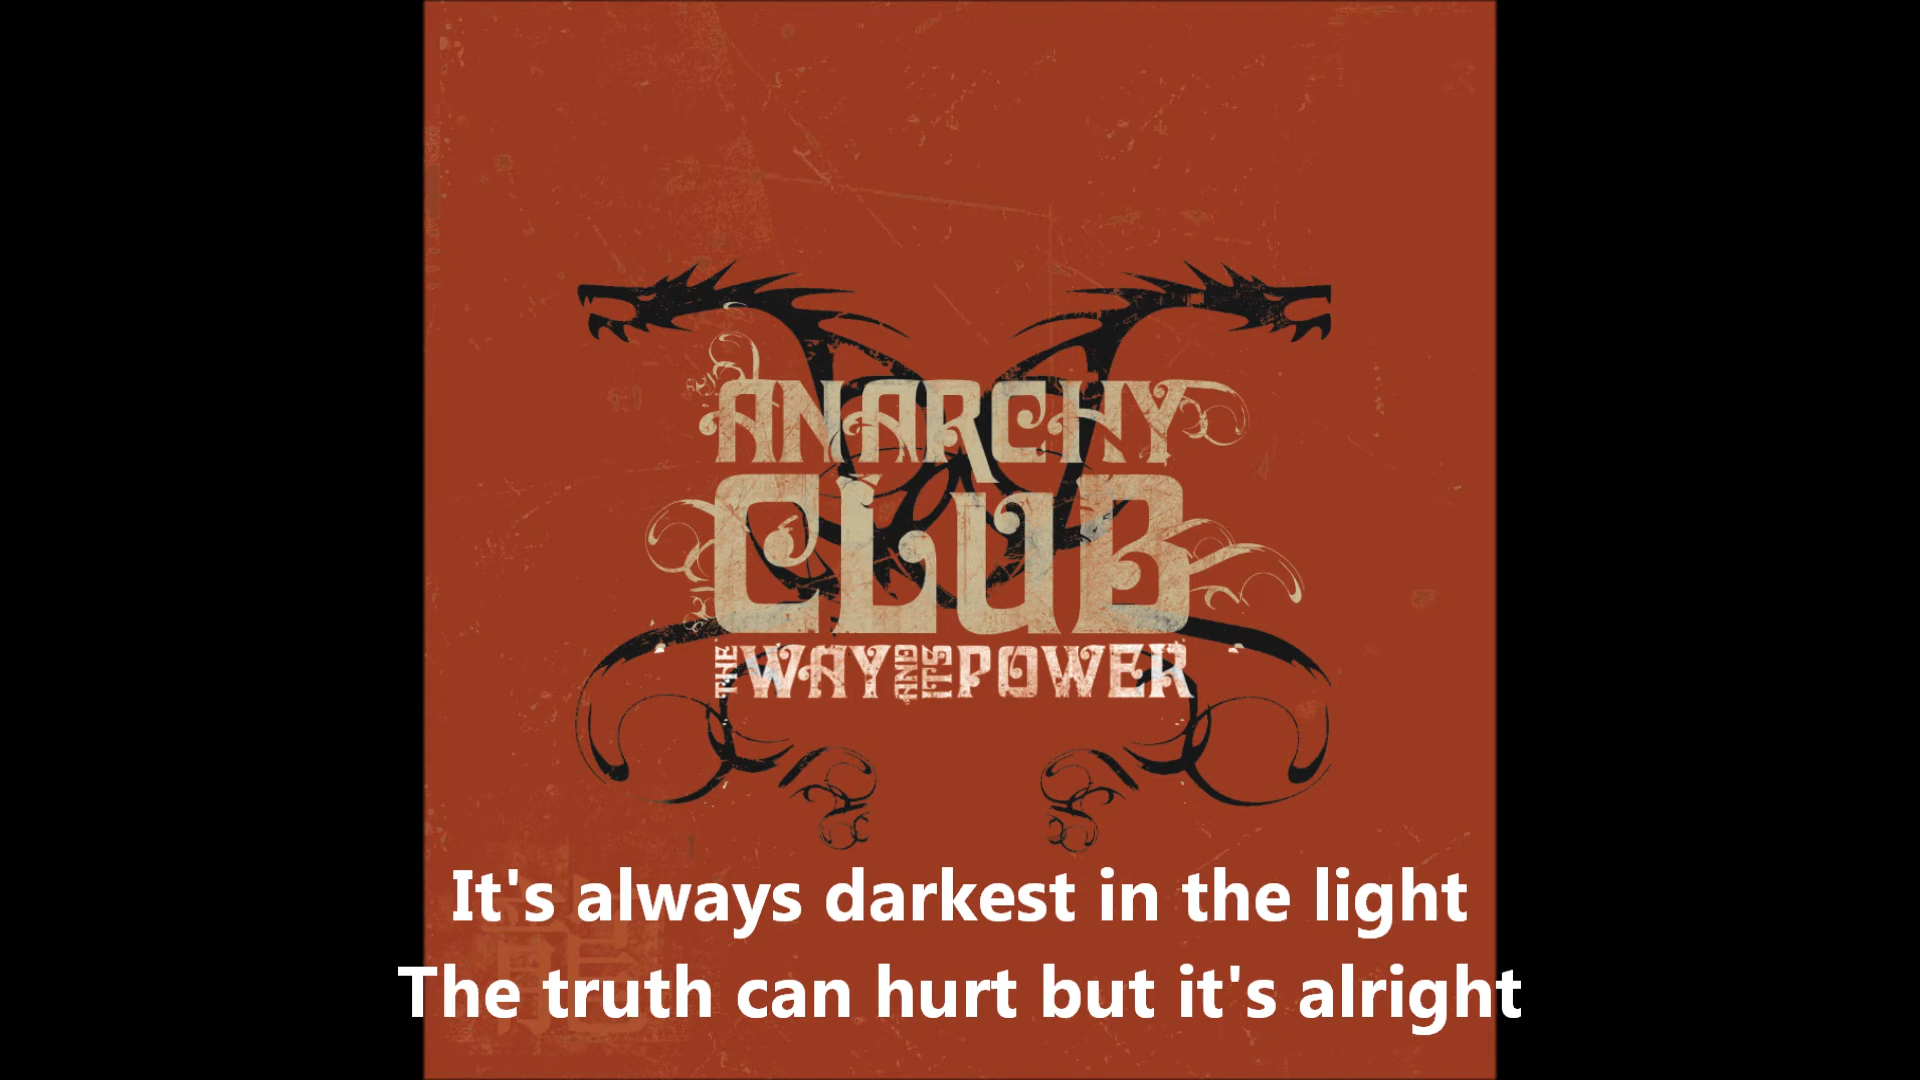 ANARCHY
CLUB
THE WAY AND ITS POWER
It's always darkest in the light
The truth can hurt but it's alright
龍